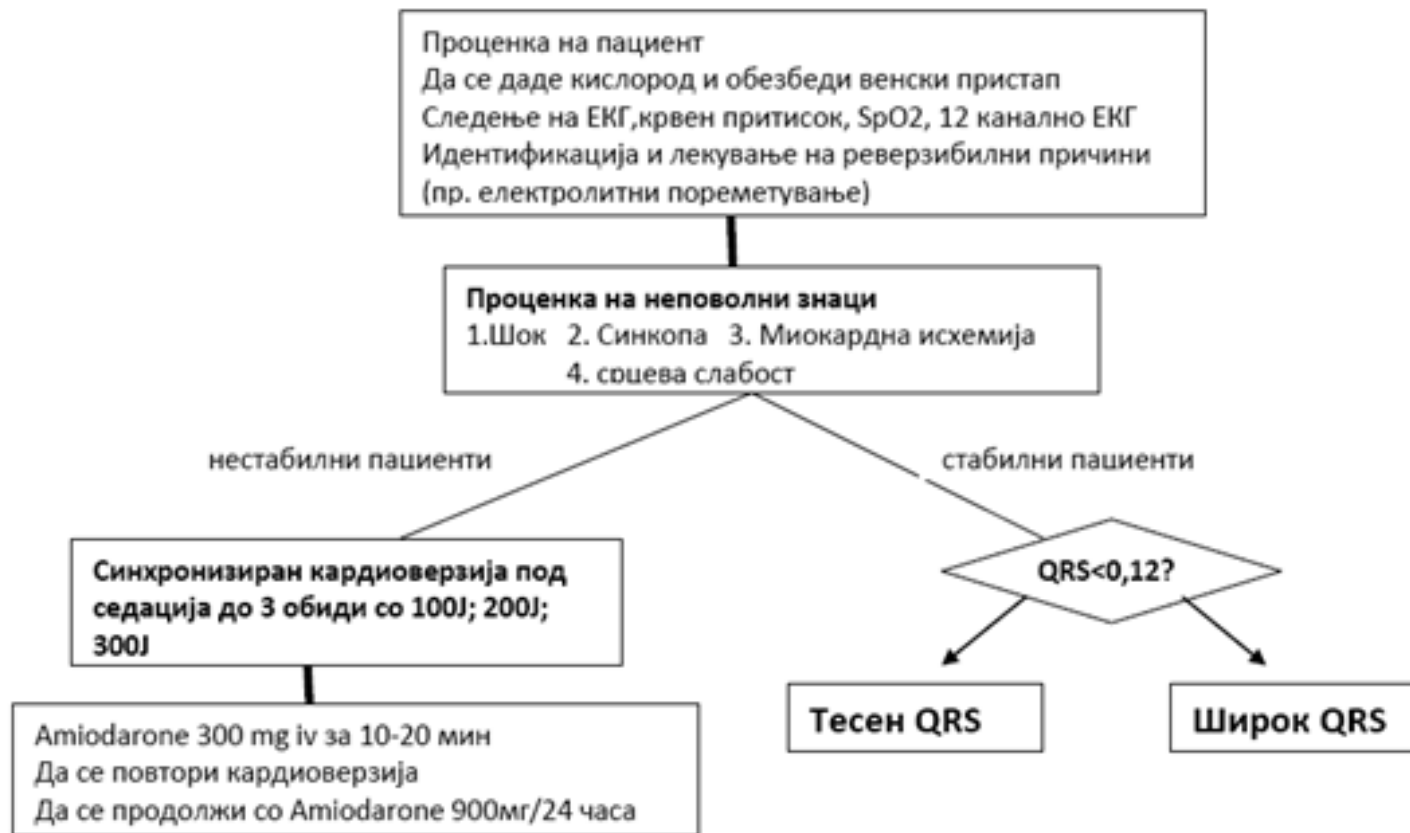 Проценка на пациент
Да се даде кислород и обезбеди венски пристап
Следење на ЕКГ,крвен притисок, SpO2, 12 канално ЕКГ
Идентификација и лекување на реверзибилни причини
(пр. електролитни пореметување)
Проценка на неповолни знаци
1.Шок 2. Синкопа 3. Миокардна исхемија
4. срцева слабост
нестабилни пациенти
стабилни пациенти
Синхронизиран кардиоверзија под
седација до 3 обиди со 100J; 200J;
300J
QRS<0,12?
Тесен QRS
Широк QRS
Amiodarone 300 mg iv за 10-20 мин
Да се повтори кардиоверзија
Да се продолжи со Amiodarone 900мг/24 часа